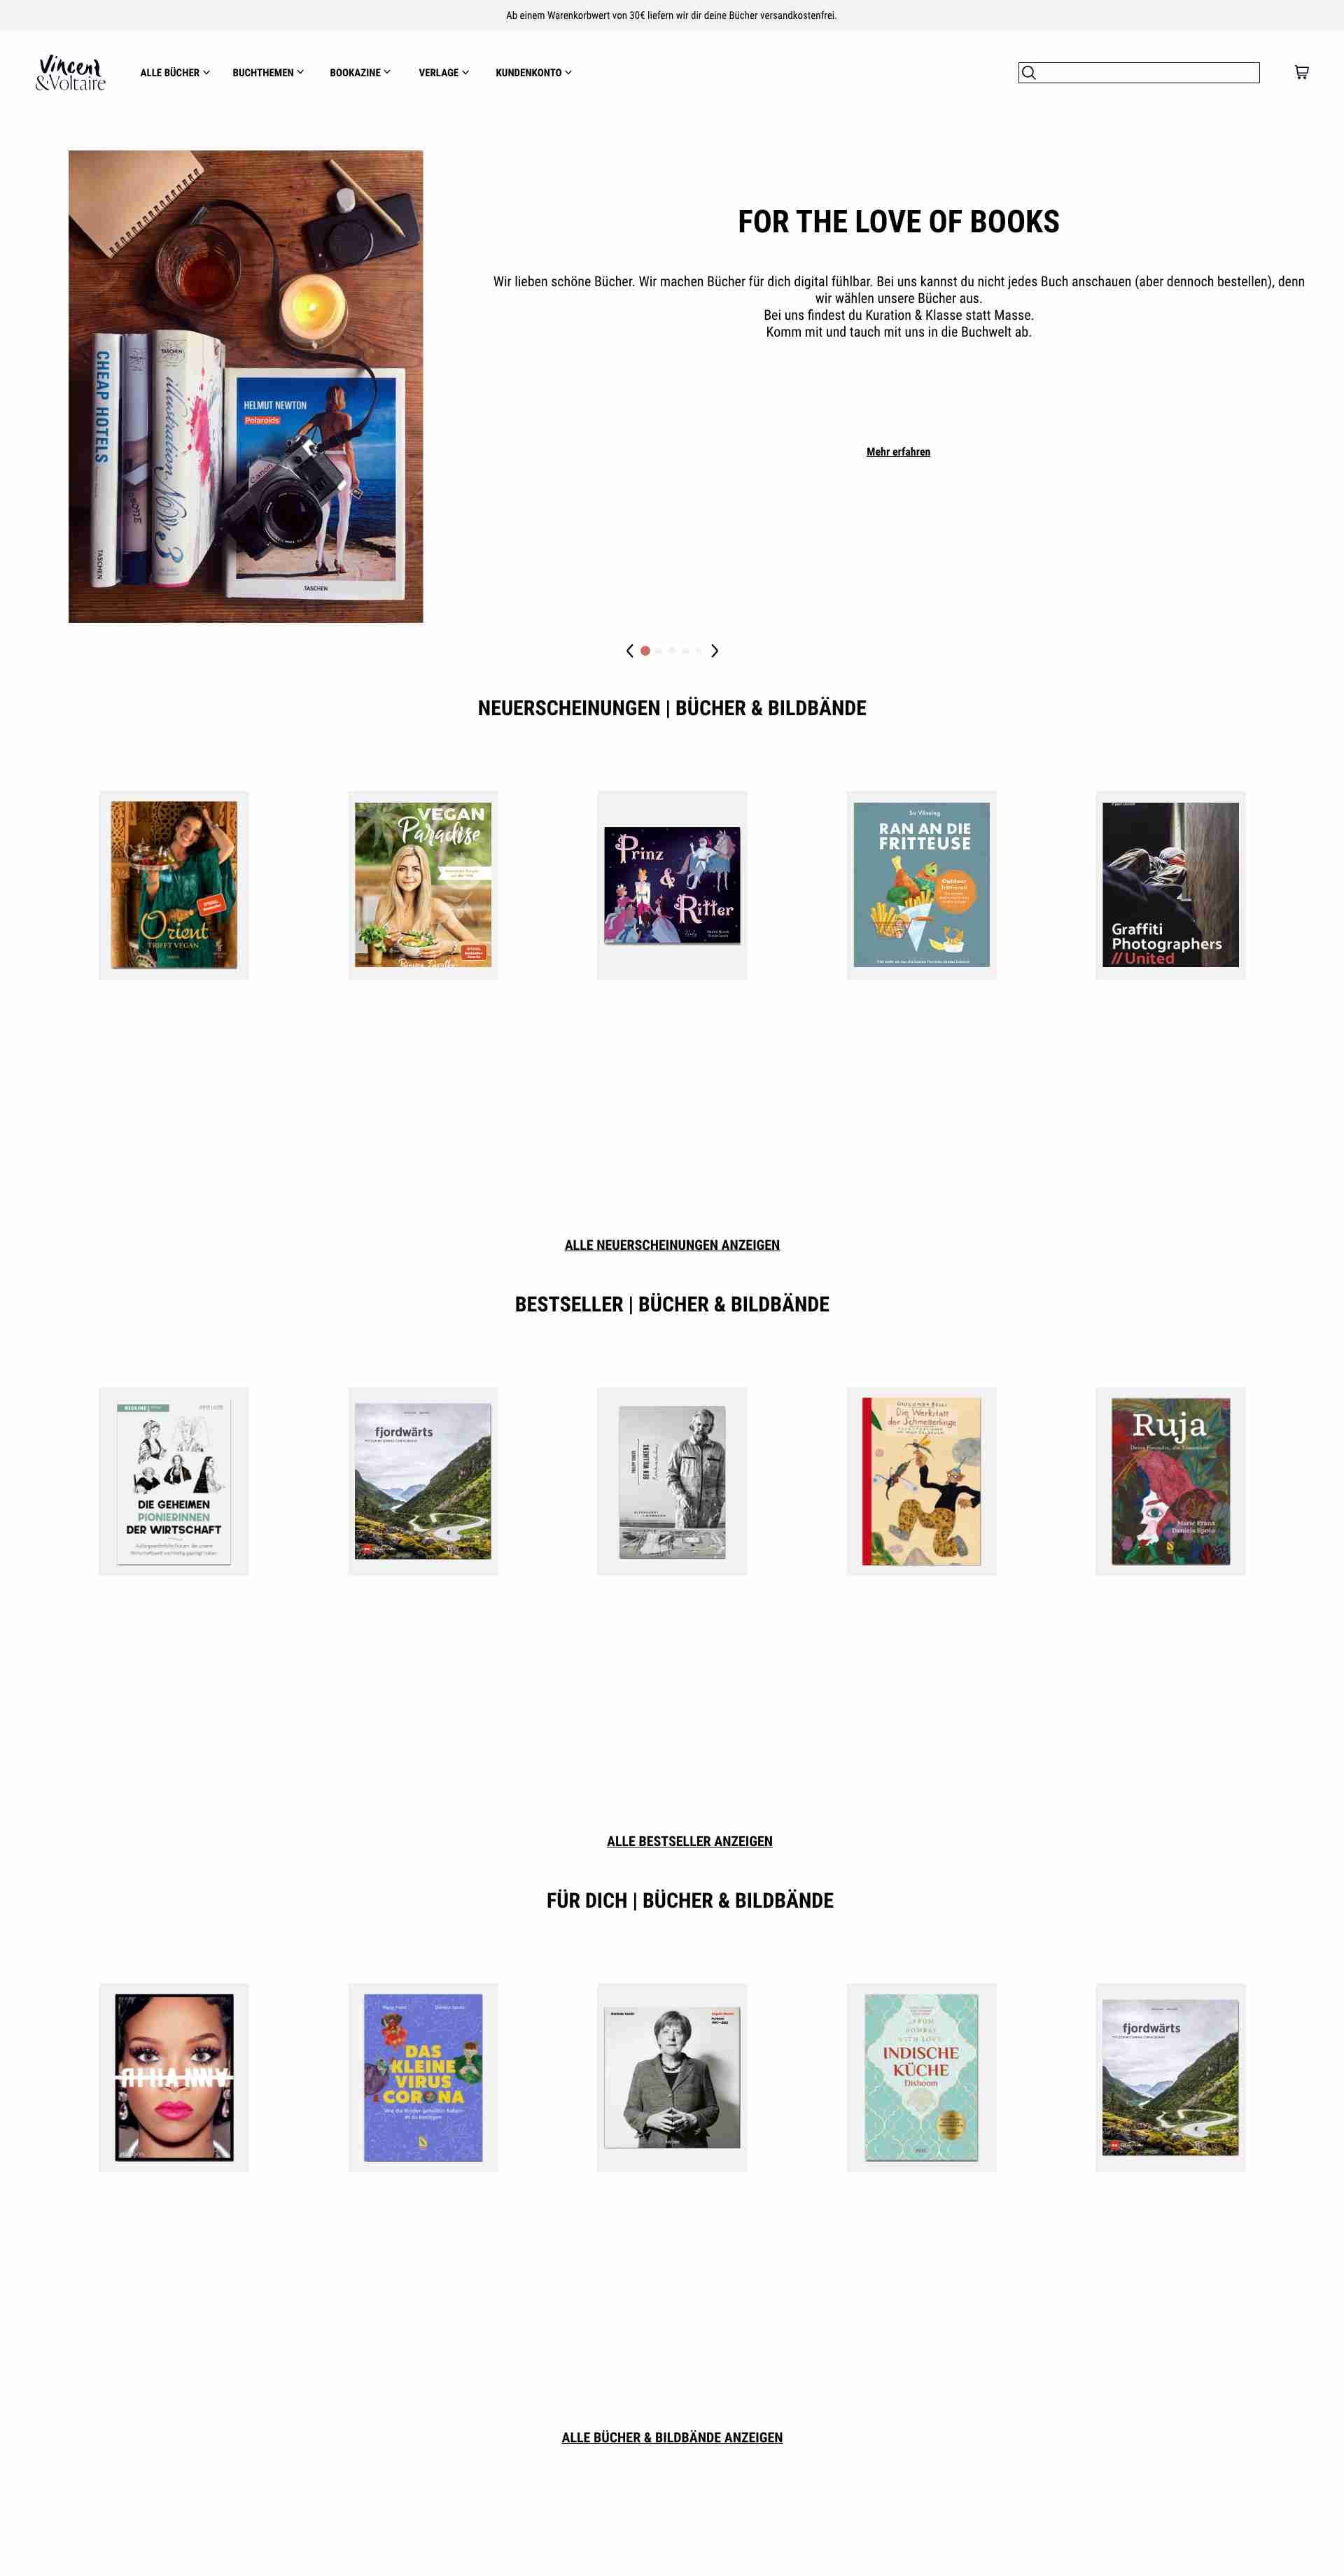 Ab einem Warenkorbwert von 30€ liefern wir dir deine Bücher versandkostenfrei.
Vincent
&Voltaire
ALLE BÜCHER
BUCHTHEMEN
BOOKAZINE
VERLAGE
KUNDENKONTO
CHEAP HOTELS
TASCHEN
TASCHEN
illustration Now 3
HELMUT NEWTON
Polaroids
Canon
TASCHEN
FOR THE LOVE OF BOOKS
Wir lieben schöne Bücher. Wir machen Bücher für dich digital fühlbar. Bei uns kannst du nicht jedes Buch anschauen (aber dennoch bestellen), denn
wir wählen unsere Bücher aus.
Bei uns findest du Kuration & Klasse statt Masse.
Komm mit und tauch mit uns in die Buchwelt ab.
Mehr erfahren
NEUERSCHEINUNGEN | BÜCHER & BILDBÄNDE
Orient
TRIFFT VEGAN
VEGAN
Paradise
Prinz
&
Ritter
Su Vössing
RAN AN DIE
FRITTEUSE
Graffiti
Photographers
//United
ALLE NEUERSCHEINUNGEN ANZEIGEN
BESTSELLER | BÜCHER & BILDBÄNDE
REDLINE
DIE GEHEIMEN
PIONIERINNEN
DER WIRTSCHAFT
fjordwärts
Die Werkstatt
der Schmetterlinge
Ruja
Marie Franz
ALLE BESTSELLER ANZEIGEN
FÜR DICH | BÜCHER & BILDBÄNDE
RIHANNA
DAS
KLEINE
VIRUS
CORONA
FROM
BOMBAY
WITH LOVE
INDISCHE
KÜCHE
Dishoom
fjordwärts
ALLE BÜCHER & BILDBÄNDE ANZEIGEN